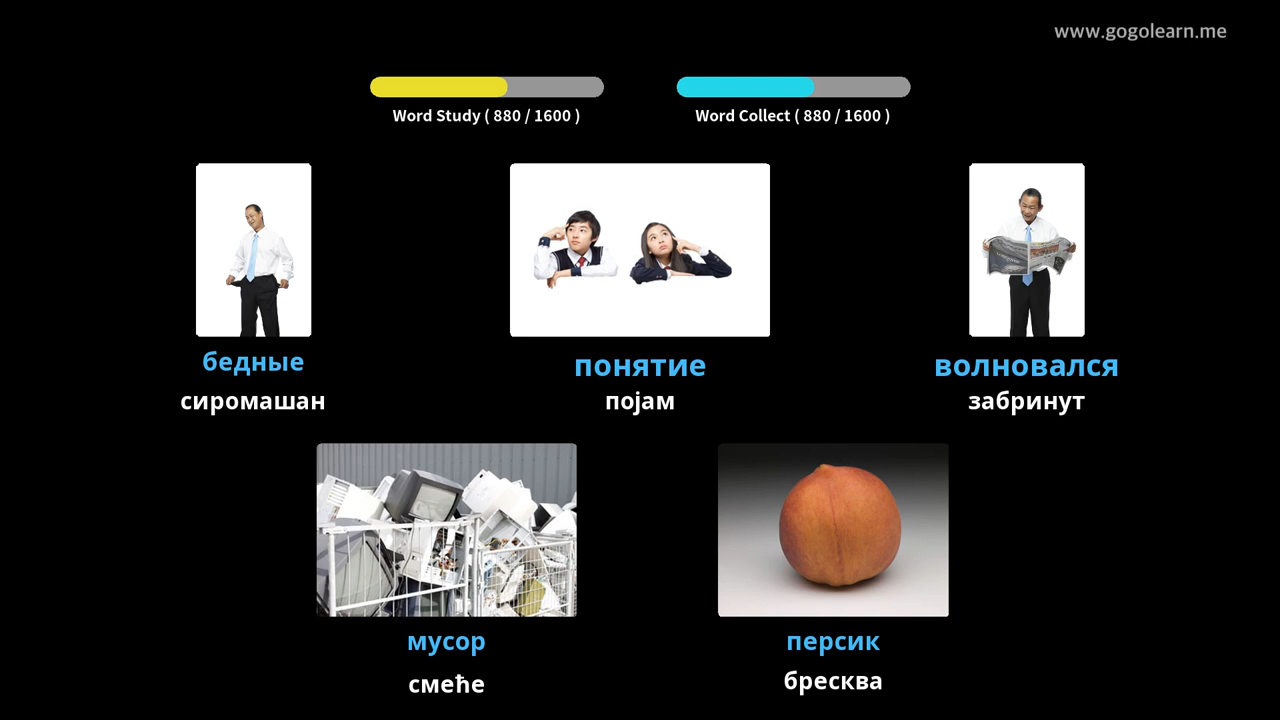 www.gogolearn.me
Word Study ( 880 / 1600 )
Word Collect ( 880 / 1600 )
бедные
сиромашан
понятие
појам
волновался
забринут
мусор
смеће
персик
бресква